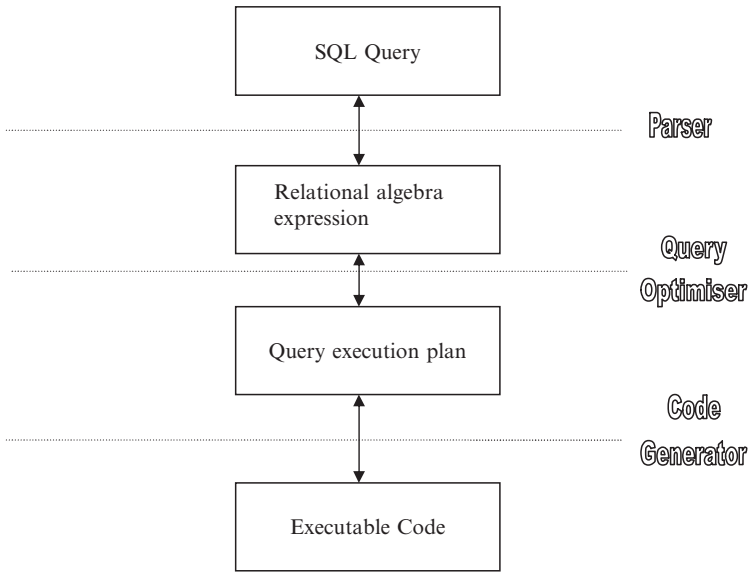 SQL Query
Parser
Relational algebra
expression
Query
Optimiser
Query execution plan
Code
Generator
Executable Code